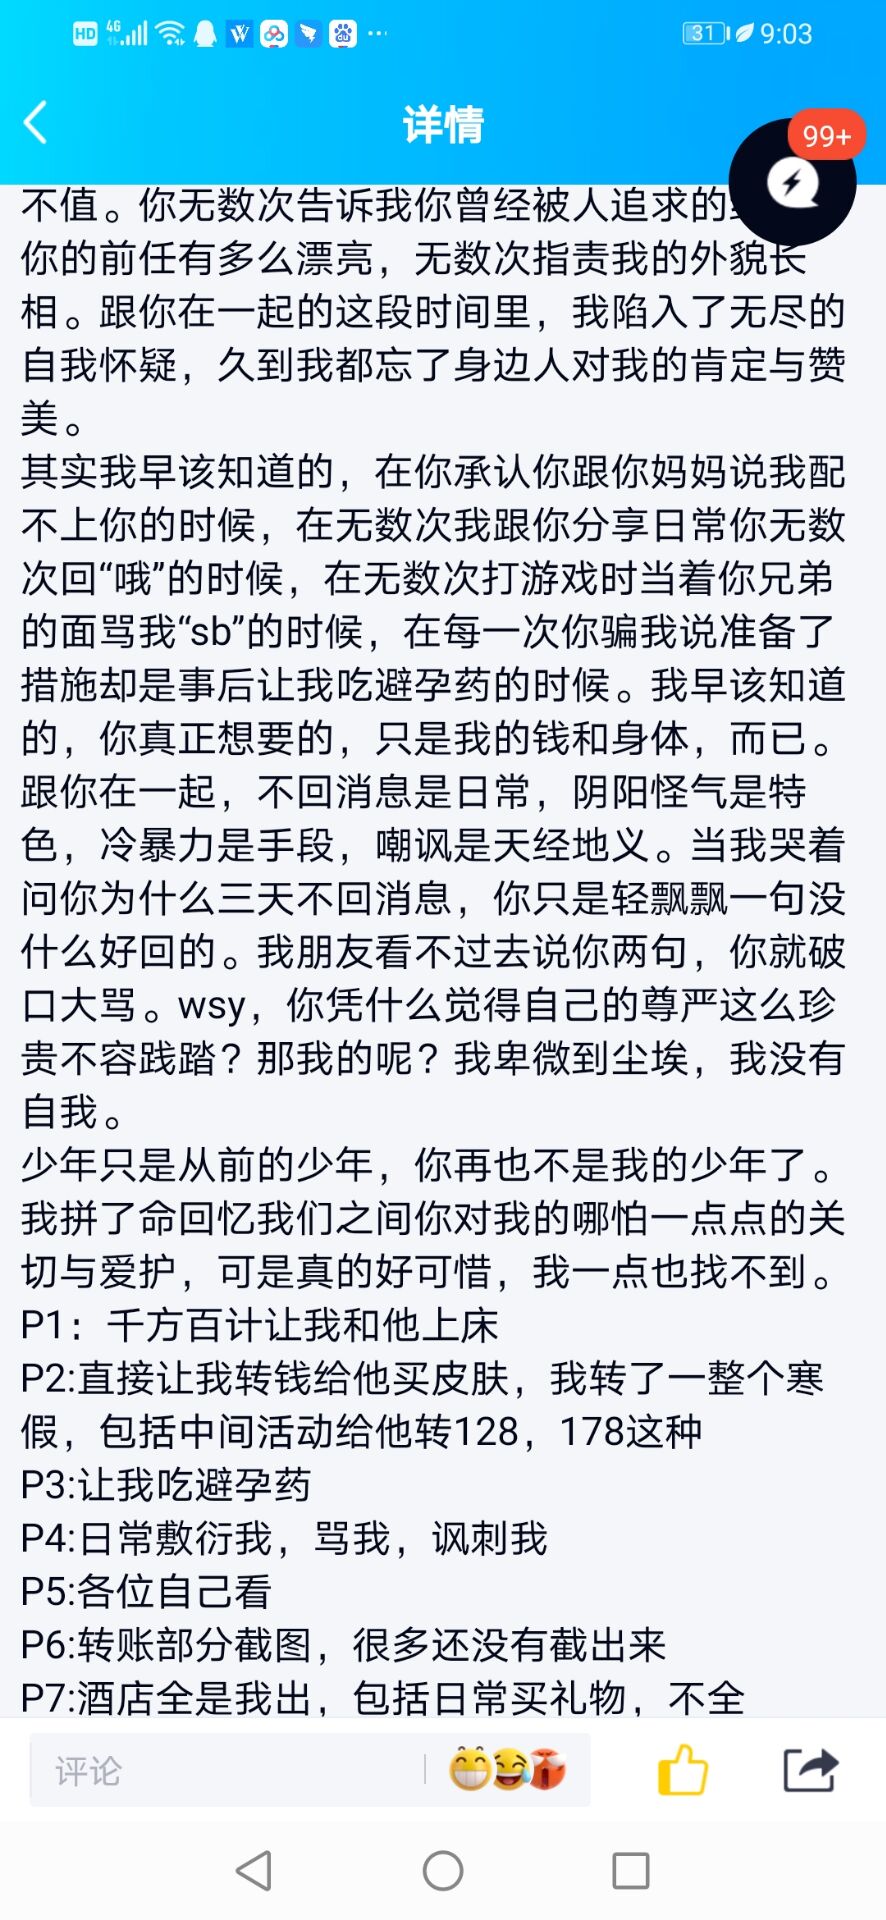 HD 4G W du ... 31 9:03
详情
99+
不值。你无数次告诉我你曾经被人追求的
你的前任有多么漂亮，无数次指责我的外貌长
相。跟你在一起的这段时间里，我陷入了无尽的
自我怀疑，久到我都忘了身边人对我的肯定与赞
美。
其实我早该知道的，在你承认你跟你妈妈说我配
不上你的时候，在无数次我跟你分享日常你无数
次回“哦”的时候，在无数次打游戏时当着你兄弟
的面骂我“sb”的时候，在每一次你骗我说准备了
措施却是事后让我吃避孕药的时候。我早该知道
的，你真正想要的，只是我的钱和身体，而已。
跟你在一起，不回消息是日常，阴阳怪气是特
色，冷暴力是手段，嘲讽是天经地义。当我哭着
问你为什么三天不回消息，你只是轻飘飘一句没
什么好回的。我朋友看不过去说你两句，你就破
口大骂。wsy，你凭什么觉得自己的尊严这么珍
贵不容践踏？那我的呢？我卑微到尘埃，我没有
自我。
少年只是从前的少年，你再也不是我的少年了。
我拼了命回忆我们之间你对我的哪怕一点点的关
切与爱护，可是真的好可惜，我一点也找不到。
P1：千方百计让我和他上床
P2:直接让我转钱给他买皮肤，我转了一整个寒
假，包括中间活动给他转128，178这种
P3:让我吃避孕药
P4:日常敷衍我，骂我，讽刺我
P5:各位自己看
P6:转账部分截图，很多还没有截出来
P7:酒店全是我出，包括日常买礼物，不全
评论